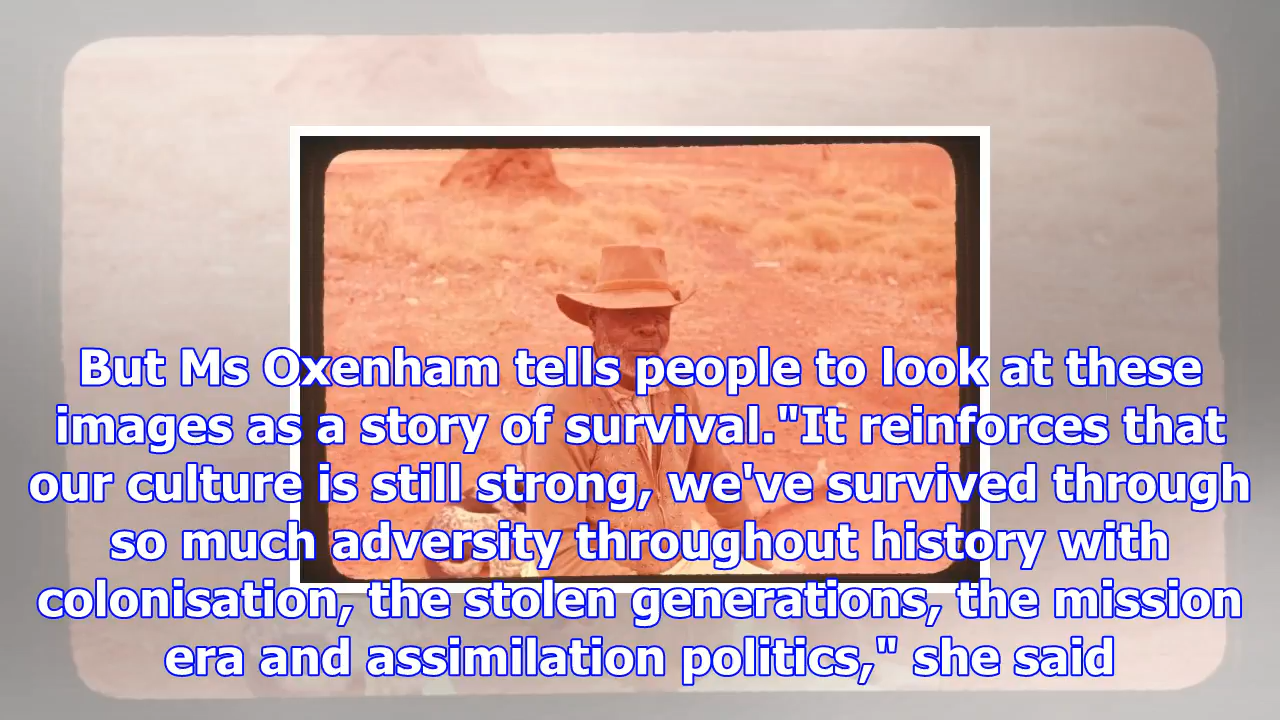 But Ms Oxenham tells people to look at these
images as a story of survival."It reinforces that
our culture is still strong, we've survived through
so much adversity throughout history with
colonisation, the stolen generations, the mission
era and assimilation politics," she said